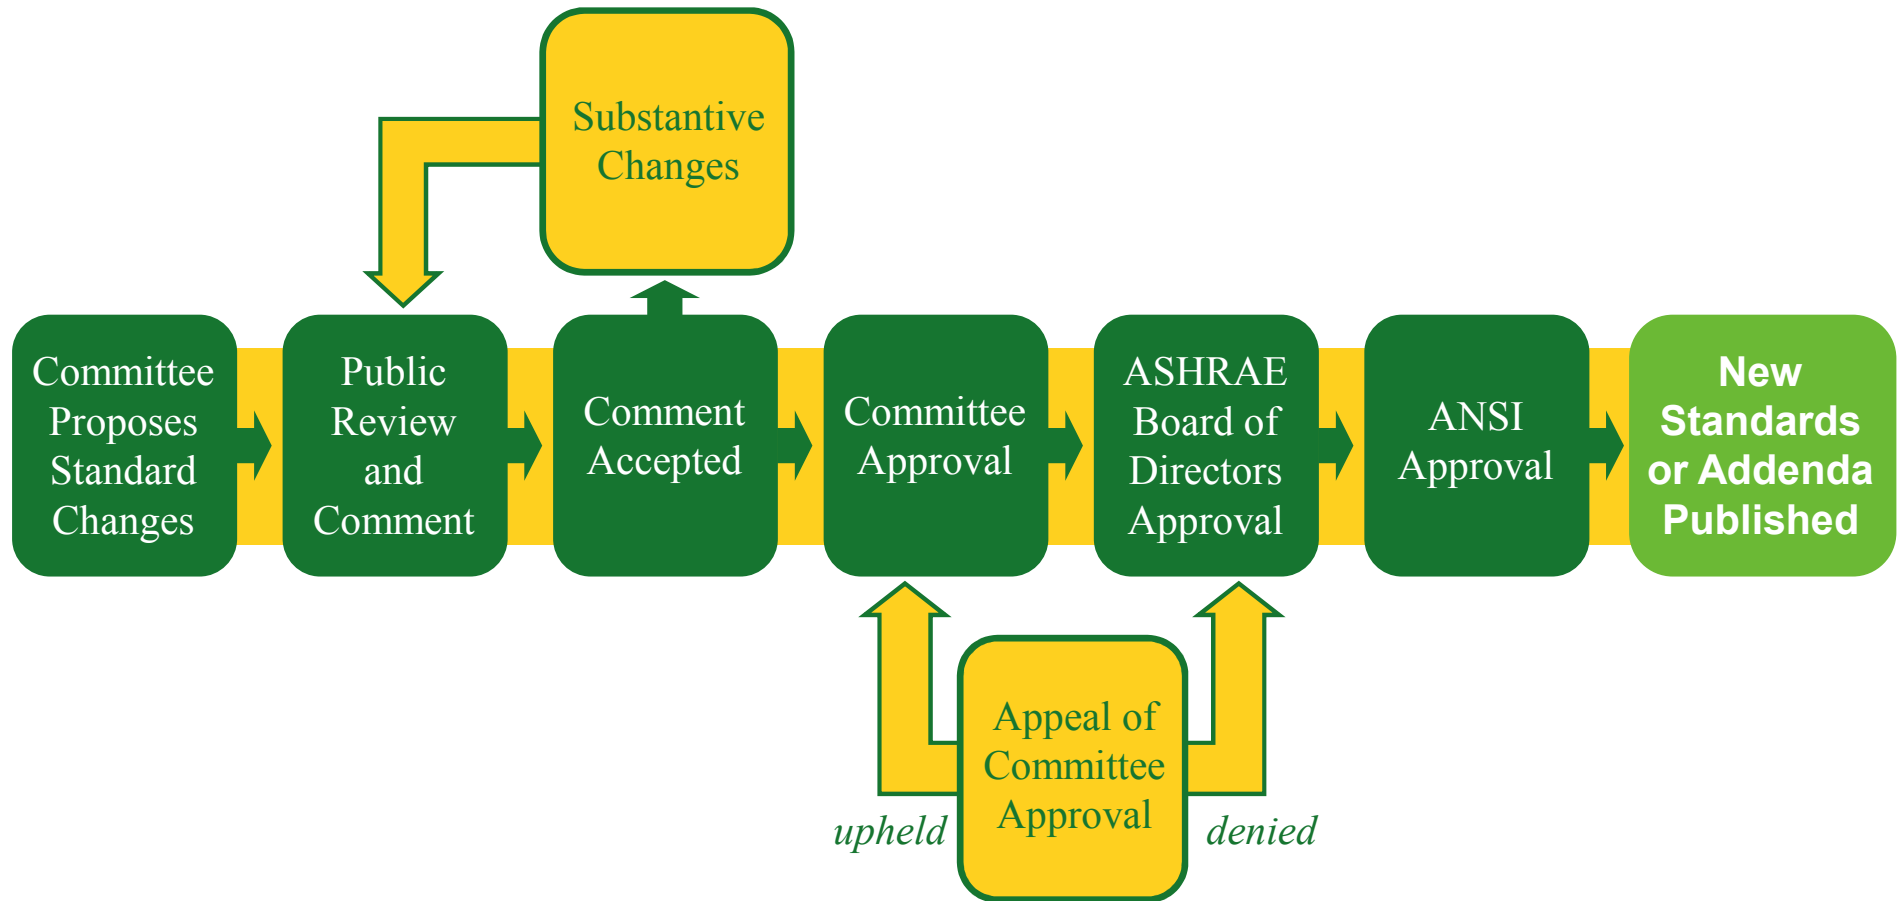 Substantive
Changes
Committee
Proposes
Standard
Changes
Public
Review
and
Comment
Comment
Accepted
Committee
Approval
ASHRAE
Board of
Directors
Approval
ANSI
Approval
New
Standards
or Addenda
Published
Appeal of
Committee
Approval
upheld
denied